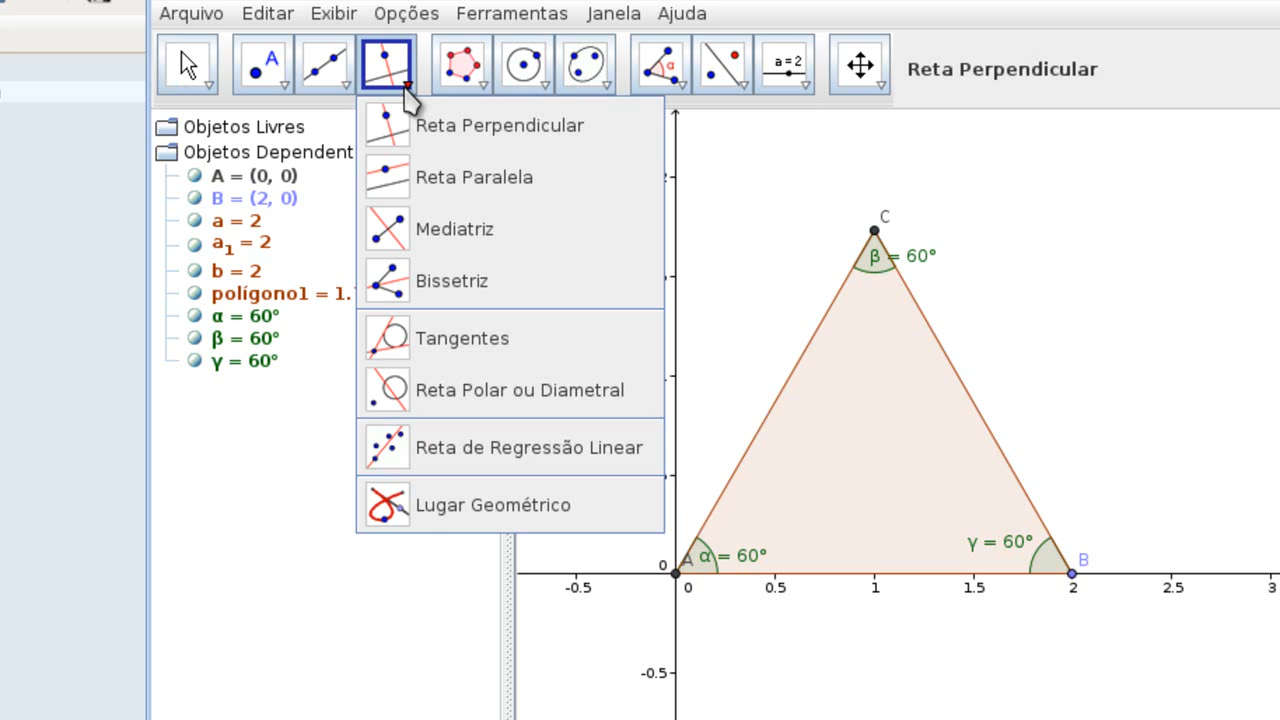 Arquivo Editar Exibir Opções Ferramentas Janela Ajuda
A α a=2 Reta Perpendicular
Objetos Livres
Objetos Dependent
A = (0, 0)
B = (2, 0)
a = 2
a1 = 2
b = 2
polígono1 = 1.
α = 60°
β = 60°
γ = 60°
Reta Perpendicular
Reta Paralela
Mediatriz
Bissetriz
Tangentes
Reta Polar ou Diametral
Reta de Regressão Linear
Lugar Geométrico
C
β = 60°
A α = 60°
γ = 60° B
0
-0.5 0 0.5 1 1.5 2 2.5 3
-0.5